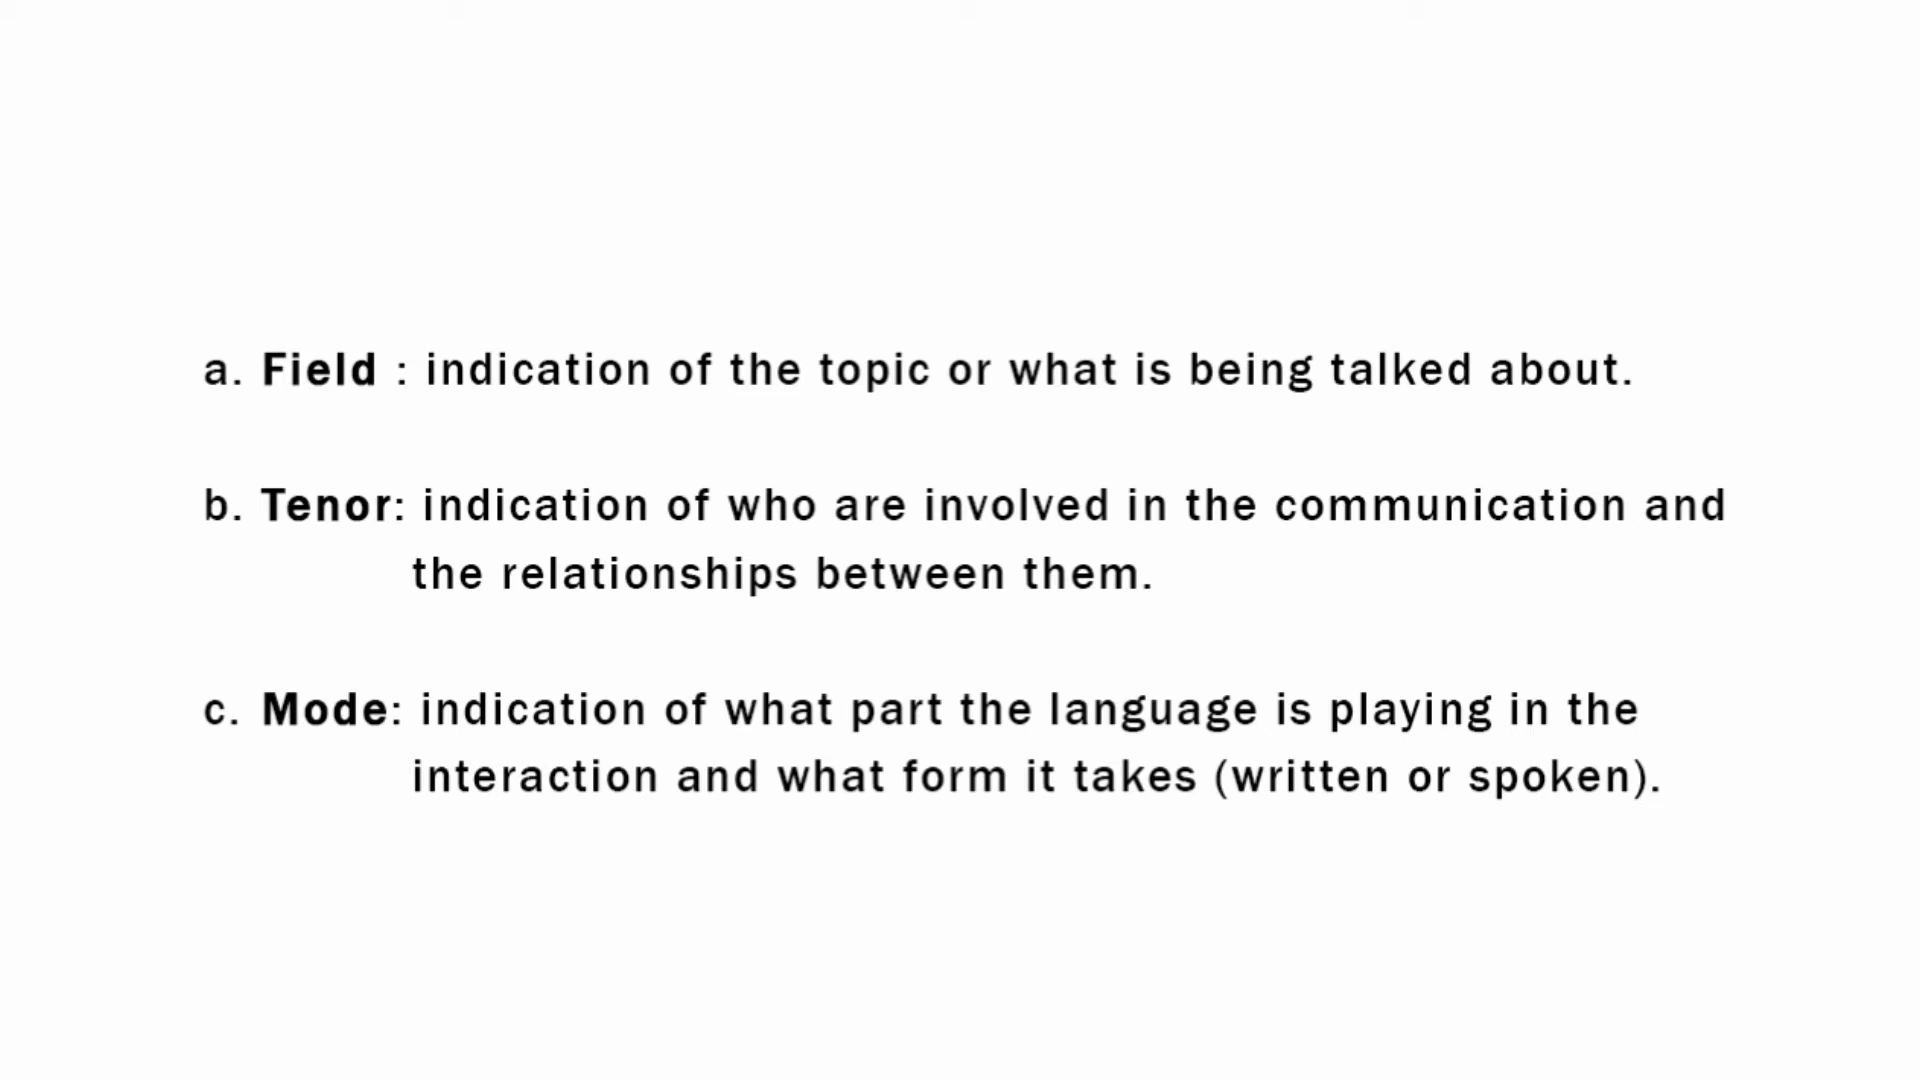 a. Field : indication of the topic or what is being talked about.
b. Tenor: indication of who are involved in the communication and
the relationships between them.
c. Mode: indication of what part the language is playing in the
interaction and what form it takes (written or spoken).